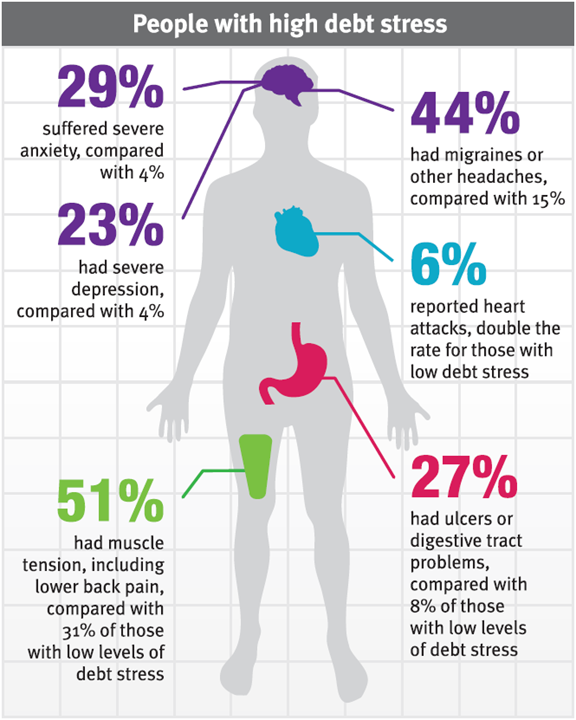 People with high debt stress
29%
suffered severe
anxiety, compared
with 4%
44%
had migraines or
other headaches,
compared with 15%
23%
had severe
depression,
compared with 4%
6%
reported heart
attacks, double the
rate for those with
low debt stress
51%
had muscle
tension, including
lower back pain,
compared with
31% of those
with low levels of
debt stress
27%
had ulcers or
digestive tract
problems,
compared with
8% of those
with low levels
of debt stress